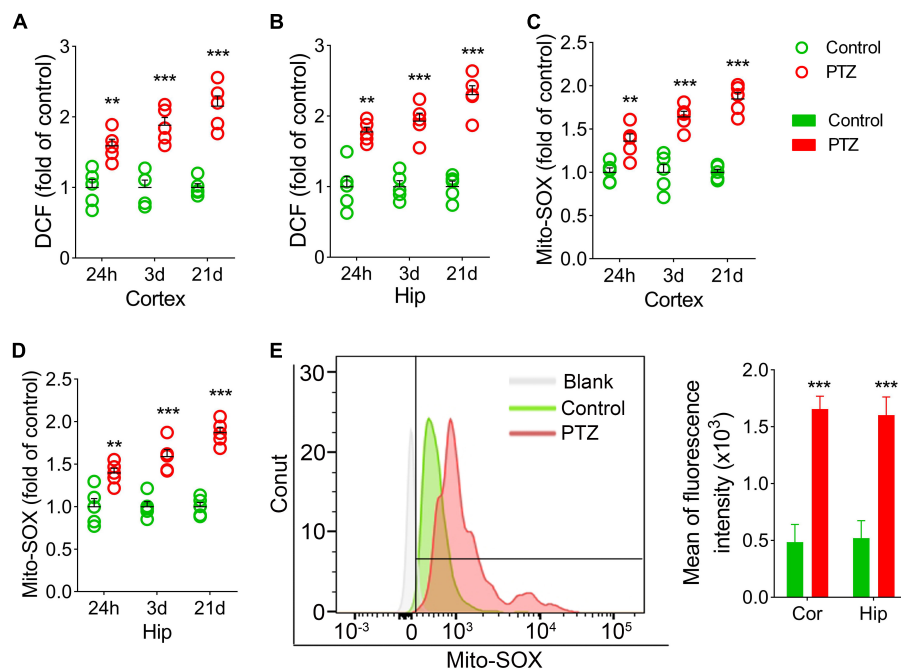 A
DCF (fold of control)
3
2
1
0
** *** ***
24h 3d 21d
Cortex
B
DCF (fold of control)
3
2
1
0
** *** ***
24h 3d 21d
Hip
C
Mito-SOX (fold of control)
2.5
2.0
1.5
1.0
0.5
0.0
** *** ***
24h 3d 21d
Cortex
Control
PTZ
Control
PTZ
D
Mito-SOX (fold of control)
2.5
2.0
1.5
1.0
0.5
0.0
** *** ***
24h 3d 21d
Hip
E
Conut
30
20
10
0
Blank
Control
PTZ
-10⁻³ 0 10³ 10⁴ 10⁵
Mito-SOX
Mean of fluorescence
intensity (x10³)
2.0
1.5
1.0
0.5
0.0
*** ***
Cor Hip